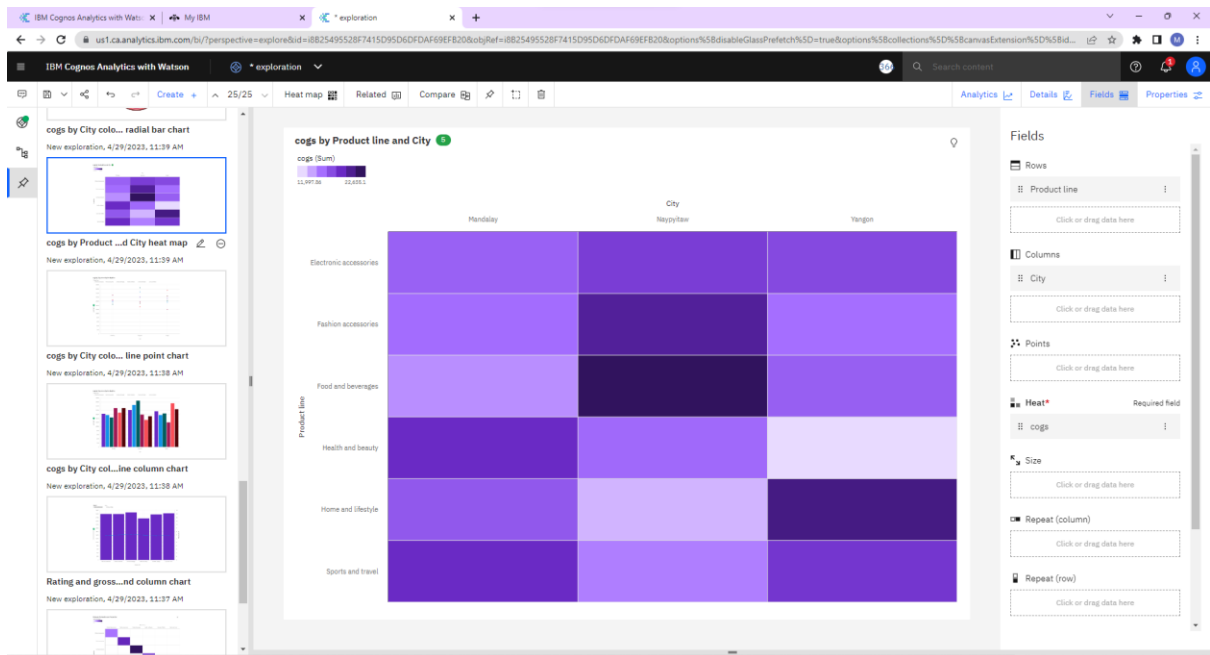 IBM Cognos Analytics with Wats
My IBM
* exploration
us1.ca.analytics.ibm.com/bi/?perspective=explore&id=i8B25495528F7415D95D6DFDAF69EFB20&objRef=i8B25495528F7415D95D6DFDAF69EFB20&options%5BdisableGlassPrefetch%5D=true&options%5Bcollections%5D%5BcanvasExtension%5D%5Bid...
M
IBM Cognos Analytics with Watson
* exploration
Search content
Create +
25/25
Heat map
Related
Compare
Analytics
Details
Fields
Properties
cogs by City colo... radial bar chart
New exploration, 4/29/2023, 11:39 AM
cogs by Product ...d City heat map
New exploration, 4/29/2023, 11:39 AM
cogs by City colo... line point chart
New exploration, 4/29/2023, 11:38 AM
cogs by City col...ine column chart
New exploration, 4/29/2023, 11:38 AM
Rating and gross...nd column chart
New exploration, 4/29/2023, 11:37 AM
cogs by Product line and City 5
cogs (Sum)
11,997.86 22,635.1
City
Mandalay Naypyitaw Yangon
Product line
Electronic accessories
Fashion accessories
Food and beverages
Health and beauty
Home and lifestyle
Sports and travel
Fields
Rows
Product line
Click or drag data here
Columns
City
Click or drag data here
Points
Click or drag data here
Heat* Required field
cogs
Size
Click or drag data here
Repeat (column)
Click or drag data here
Repeat (row)
Click or drag data here